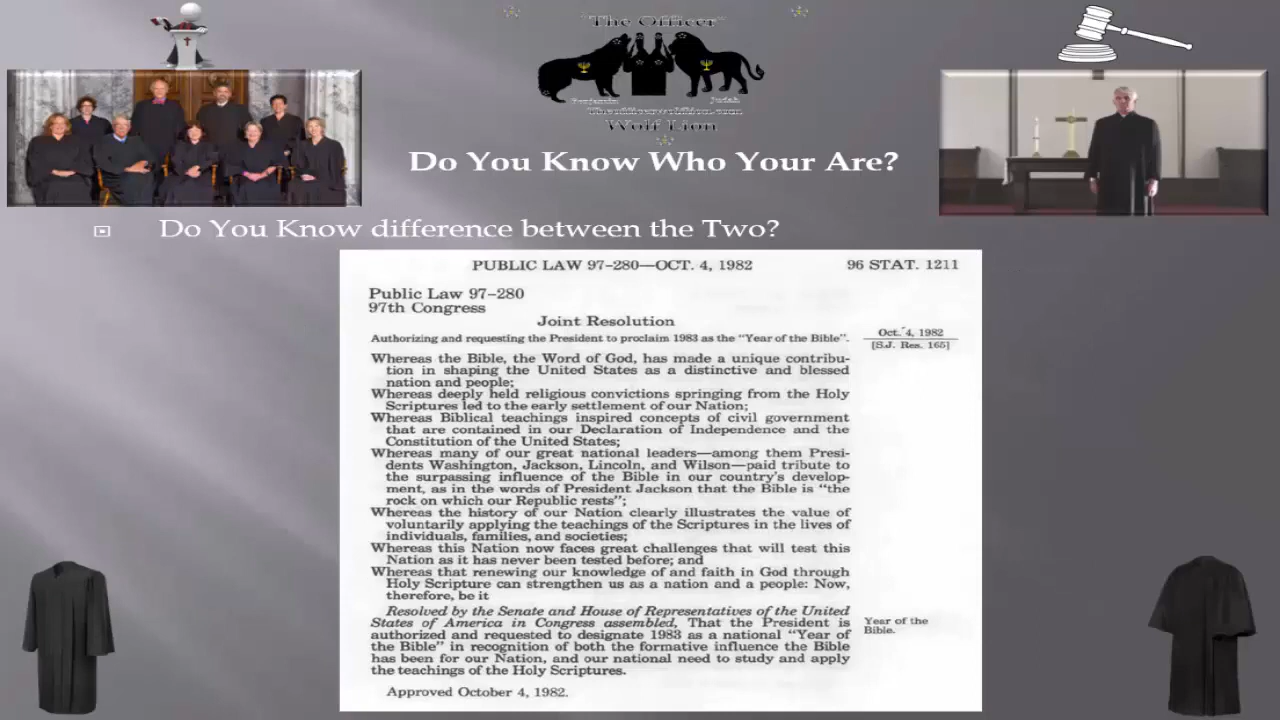 "The Officer"
Benjamin Judah
Theofficerwolflion.com
Wolf Lion
Do You Know Who Your Are?
Do You Know difference between the Two?
PUBLIC LAW 97–280—OCT. 4, 1982 96 STAT. 1211
Public Law 97–280
97th Congress
Joint Resolution
Authorizing and requesting the President to proclaim 1983 as the "Year of the Bible".
Oct. 4, 1982
[S.J. Res. 165]
Whereas the Bible, the Word of God, has made a unique contribu-
tion in shaping the United States as a distinctive and blessed
nation and people;
Whereas deeply held religious convictions springing from the Holy
Scriptures led to the early settlement of our Nation;
Whereas Biblical teachings inspired concepts of civil government
that are contained in our Declaration of Independence and the
Constitution of the United States;
Whereas many of our great national leaders—among them Presi-
dents Washington, Jackson, Lincoln, and Wilson—paid tribute to
the surpassing influence of the Bible in our country's develop-
ment, as in the words of President Jackson that the Bible is "the
rock on which our Republic rests";
Whereas the history of our Nation clearly illustrates the value of
voluntarily applying the teachings of the Scriptures in the lives of
individuals, families, and societies;
Whereas this Nation now faces great challenges that will test this
Nation as it has never been tested before; and
Whereas that renewing our knowledge of and faith in God through
Holy Scripture can strengthen us as a nation and a people: Now,
therefore, be it
Resolved by the Senate and House of Representatives of the United
States of America in Congress assembled, That the President is
authorized and requested to designate 1983 as a national "Year of
the Bible" in recognition of both the formative influence the Bible
has been for our Nation, and our national need to study and apply
the teachings of the Holy Scriptures.
Year of the
Bible.
Approved October 4, 1982.